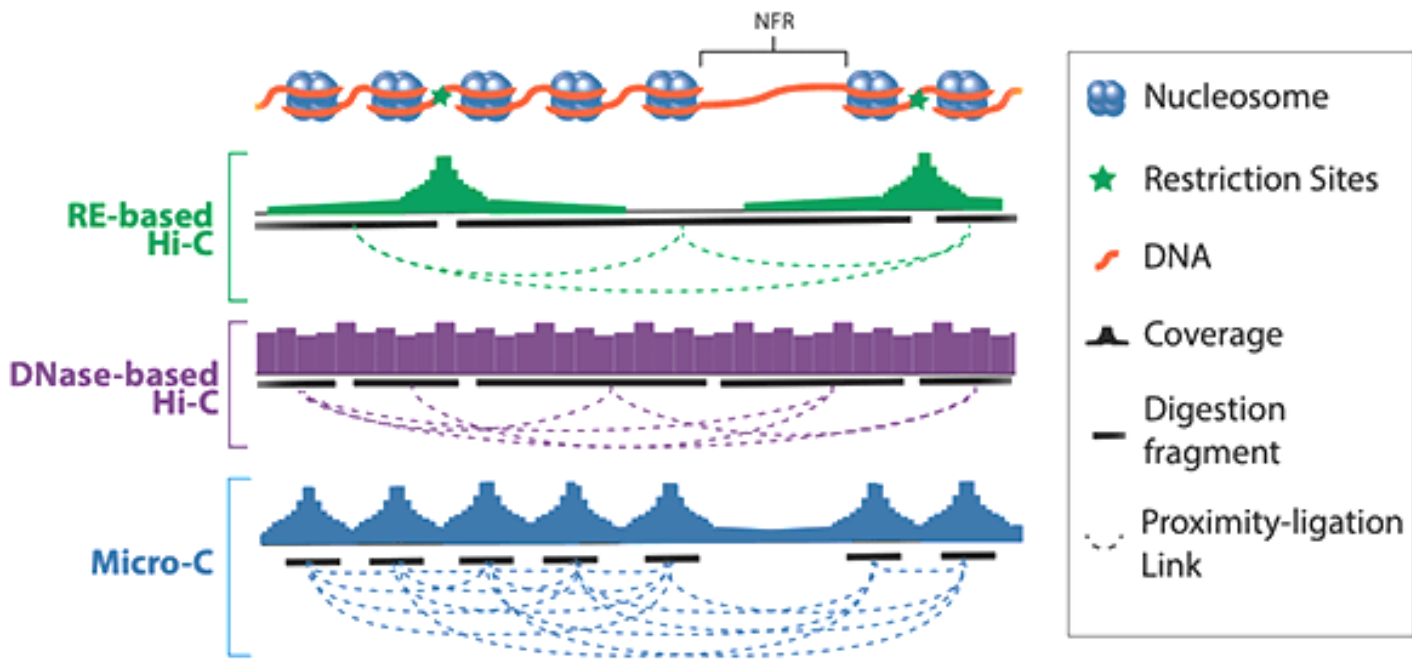 NFR
RE-based
Hi-C
DNase-based
Hi-C
Micro-C
Nucleosome
Restriction Sites
DNA
Coverage
Digestion
fragment
Proximity-ligation
Link